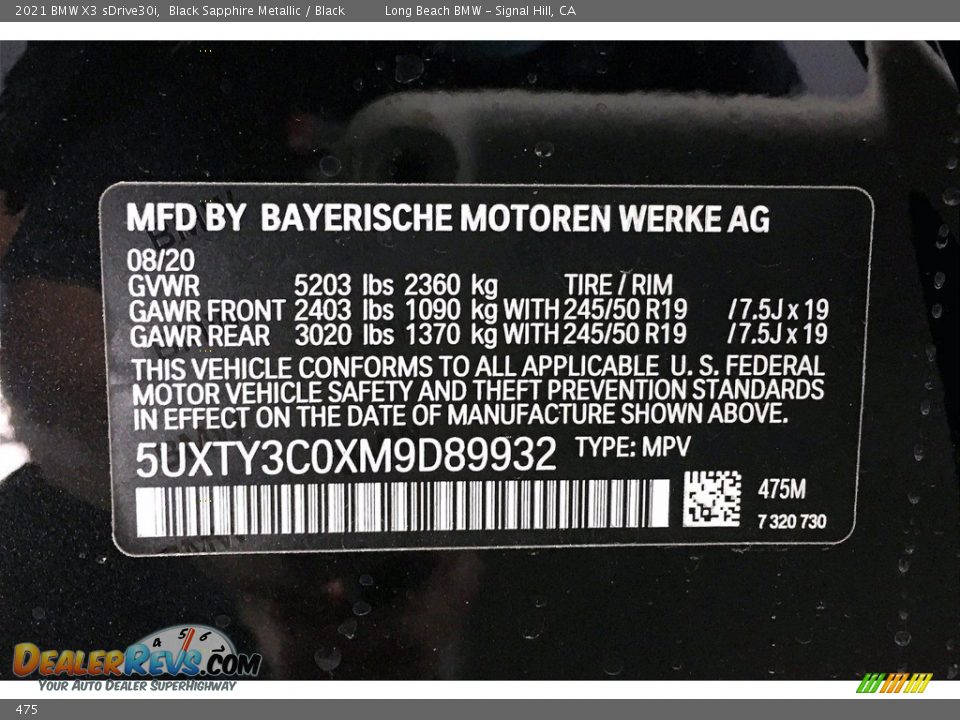 2021 BMW X3 sDrive30i, Black Sapphire Metallic / Black Long Beach BMW - Signal Hill, CA
MFD BY BAYERISCHE MOTOREN WERKE AG
08/20
GVWR 5203 lbs 2360 kg TIRE / RIM
GAWR FRONT 2403 lbs 1090 kg WITH 245/50 R19 /7.5J x 19
GAWR REAR 3020 lbs 1370 kg WITH 245/50 R19 /7.5J x 19
THIS VEHICLE CONFORMS TO ALL APPLICABLE U. S. FEDERAL
MOTOR VEHICLE SAFETY AND THEFT PREVENTION STANDARDS
IN EFFECT ON THE DATE OF MANUFACTURE SHOWN ABOVE.
5UXTY3C0XM9D89932 TYPE: MPV
475M
7 320 730
4 5 6
DEALERREVS.COM
YOUR AUTO DEALER SUPERHIGHWAY
475